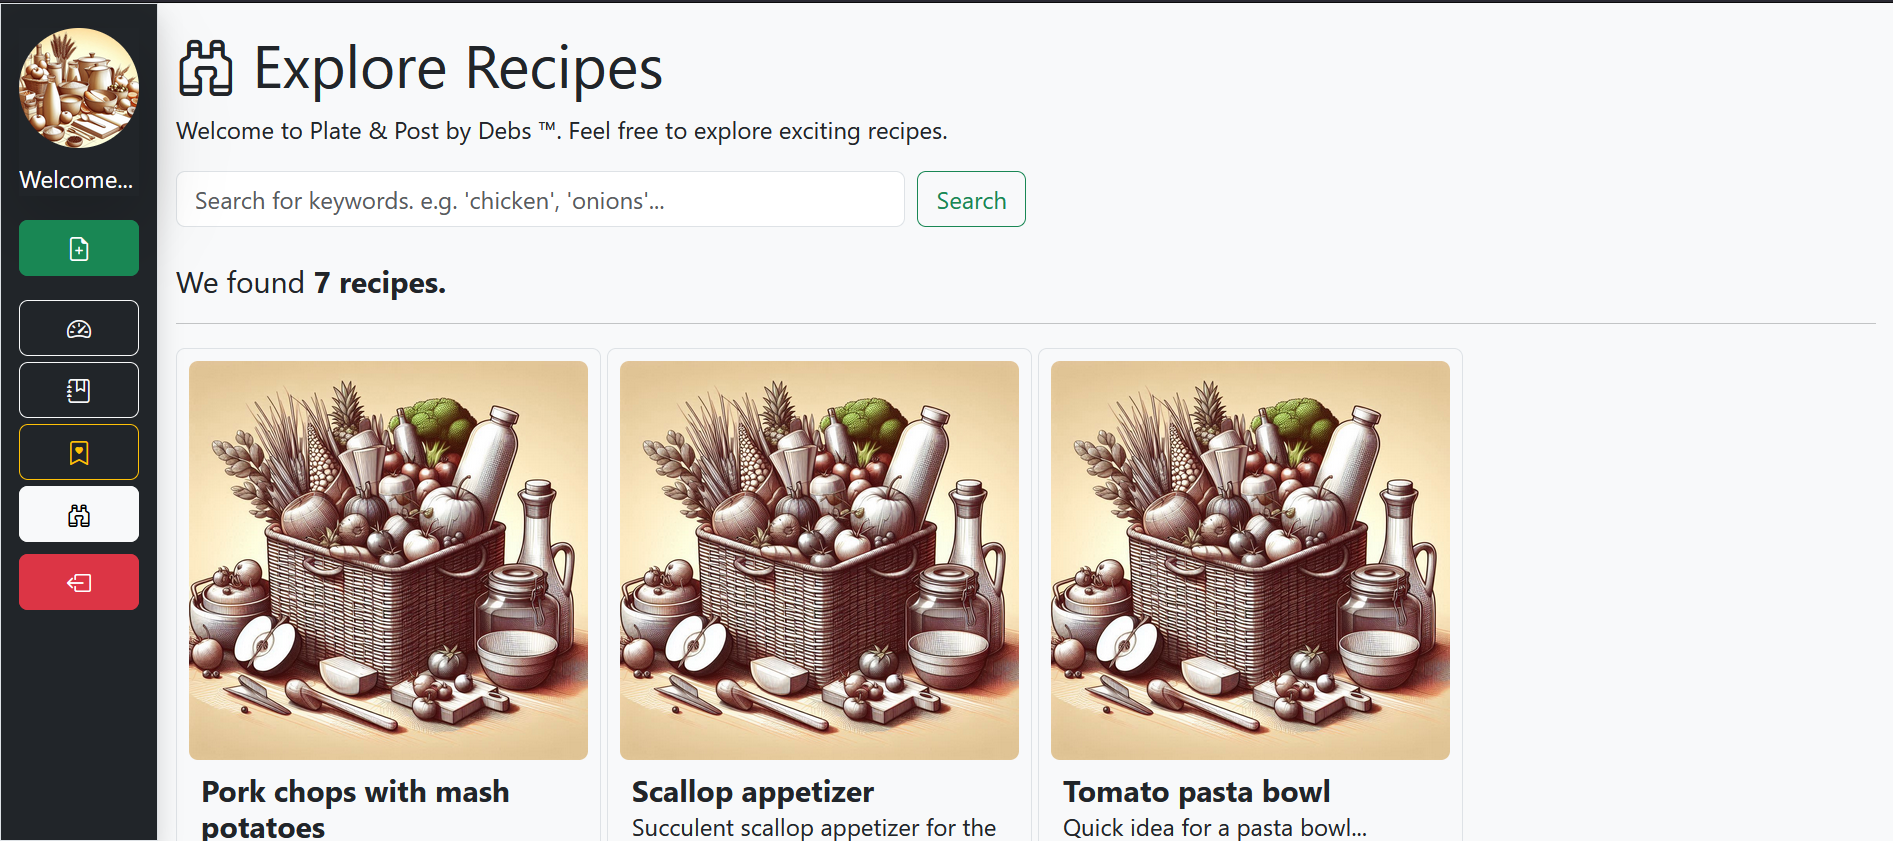 Welcome...
Explore Recipes
Welcome to Plate & Post by Debs ™. Feel free to explore exciting recipes.
Search for keywords. e.g. 'chicken', 'onions'...
Search
We found 7 recipes.
Pork chops with mash
potatoes
Scallop appetizer
Succulent scallop appetizer for the
Tomato pasta bowl
Quick idea for a pasta bowl...